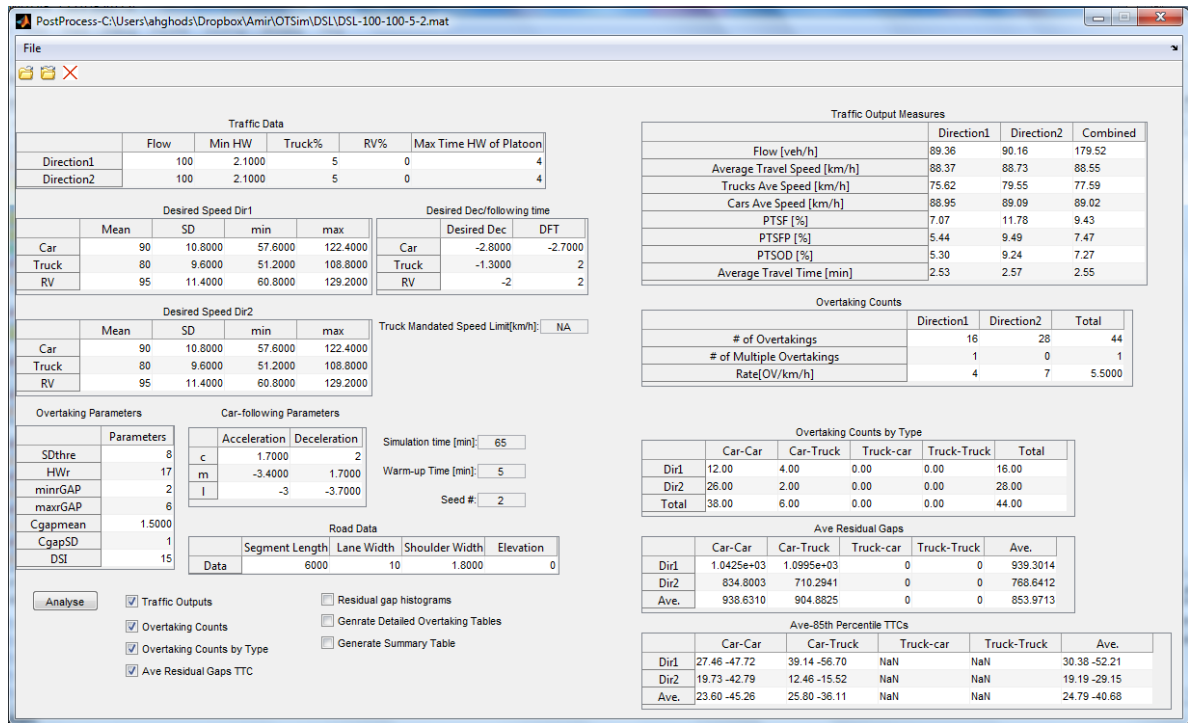 PostProcess-C:\Users\ahghods\Dropbox\Amir\OTSim\DSL\DSL-100-100-5-2.mat
File
Traffic Data
Flow Min HW Truck% RV% Max Time HW of Platoon
Direction1 100 2.1000 5 0 4
Direction2 100 2.1000 5 0 4
Desired Speed Dir1
Mean SD min max
Car 90 10.8000 57.6000 122.4000
Truck 80 9.6000 51.2000 108.8000
RV 95 11.4000 60.8000 129.2000
Desired Dec/following time
Desired Dec DFT
Car -2.8000 -2.7000
Truck -1.3000 2
RV -2 2
Desired Speed Dir2
Mean SD min max
Car 90 10.8000 57.6000 122.4000
Truck 80 9.6000 51.2000 108.8000
RV 95 11.4000 60.8000 129.2000
Truck Mandated Speed Limit[km/h]: NA
Overtaking Parameters
Parameters
SDthre 8
HWr 17
minrGAP 2
maxrGAP 6
Cgapmean 1.5000
CgapSD 1
DSI 15
Car-following Parameters
Acceleration Deceleration
c 1.7000 2
m -3.4000 1.7000
l -3 -3.7000
Simulation time [min]: 65
Warm-up Time [min]: 5
Seed #: 2
Road Data
Segment Length Lane Width Shoulder Width Elevation
Data 6000 10 1.8000 0
Analyse
Traffic Outputs
Overtaking Counts
Overtaking Counts by Type
Ave Residual Gaps TTC
Residual gap histograms
Genrate Detailed Overtaking Tables
Generate Summary Table
Traffic Output Measures
Direction1 Direction2 Combined
Flow [veh/h] 89.36 90.16 179.52
Average Travel Speed [km/h] 88.37 88.73 88.55
Trucks Ave Speed [km/h] 75.62 79.55 77.59
Cars Ave Speed [km/h] 88.95 89.09 89.02
PTSF [%] 7.07 11.78 9.43
PTSFP [%] 5.44 9.49 7.47
PTSOD [%] 5.30 9.24 7.27
Average Travel Time [min] 2.53 2.57 2.55
Overtaking Counts
Direction1 Direction2 Total
# of Overtakings 16 28 44
# of Multiple Overtakings 1 0 1
Rate[OV/km/h] 4 7 5.5000
Overtaking Counts by Type
Car-Car Car-Truck Truck-car Truck-Truck Total
Dir1 12.00 4.00 0.00 0.00 16.00
Dir2 26.00 2.00 0.00 0.00 28.00
Total 38.00 6.00 0.00 0.00 44.00
Ave Residual Gaps
Car-Car Car-Truck Truck-car Truck-Truck Ave.
Dir1 1.0425e+03 1.0995e+03 0 0 939.3014
Dir2 834.8003 710.2941 0 0 768.6412
Ave. 938.6310 904.8825 0 0 853.9713
Ave-85th Percentile TTCs
Car-Car Car-Truck Truck-car Truck-Truck Ave.
Dir1 27.46 -47.72 39.14 -56.70 NaN NaN 30.38 -52.21
Dir2 19.73 -42.79 12.46 -15.52 NaN NaN 19.19 -29.15
Ave. 23.60 -45.26 25.80 -36.11 NaN NaN 24.79 -40.68